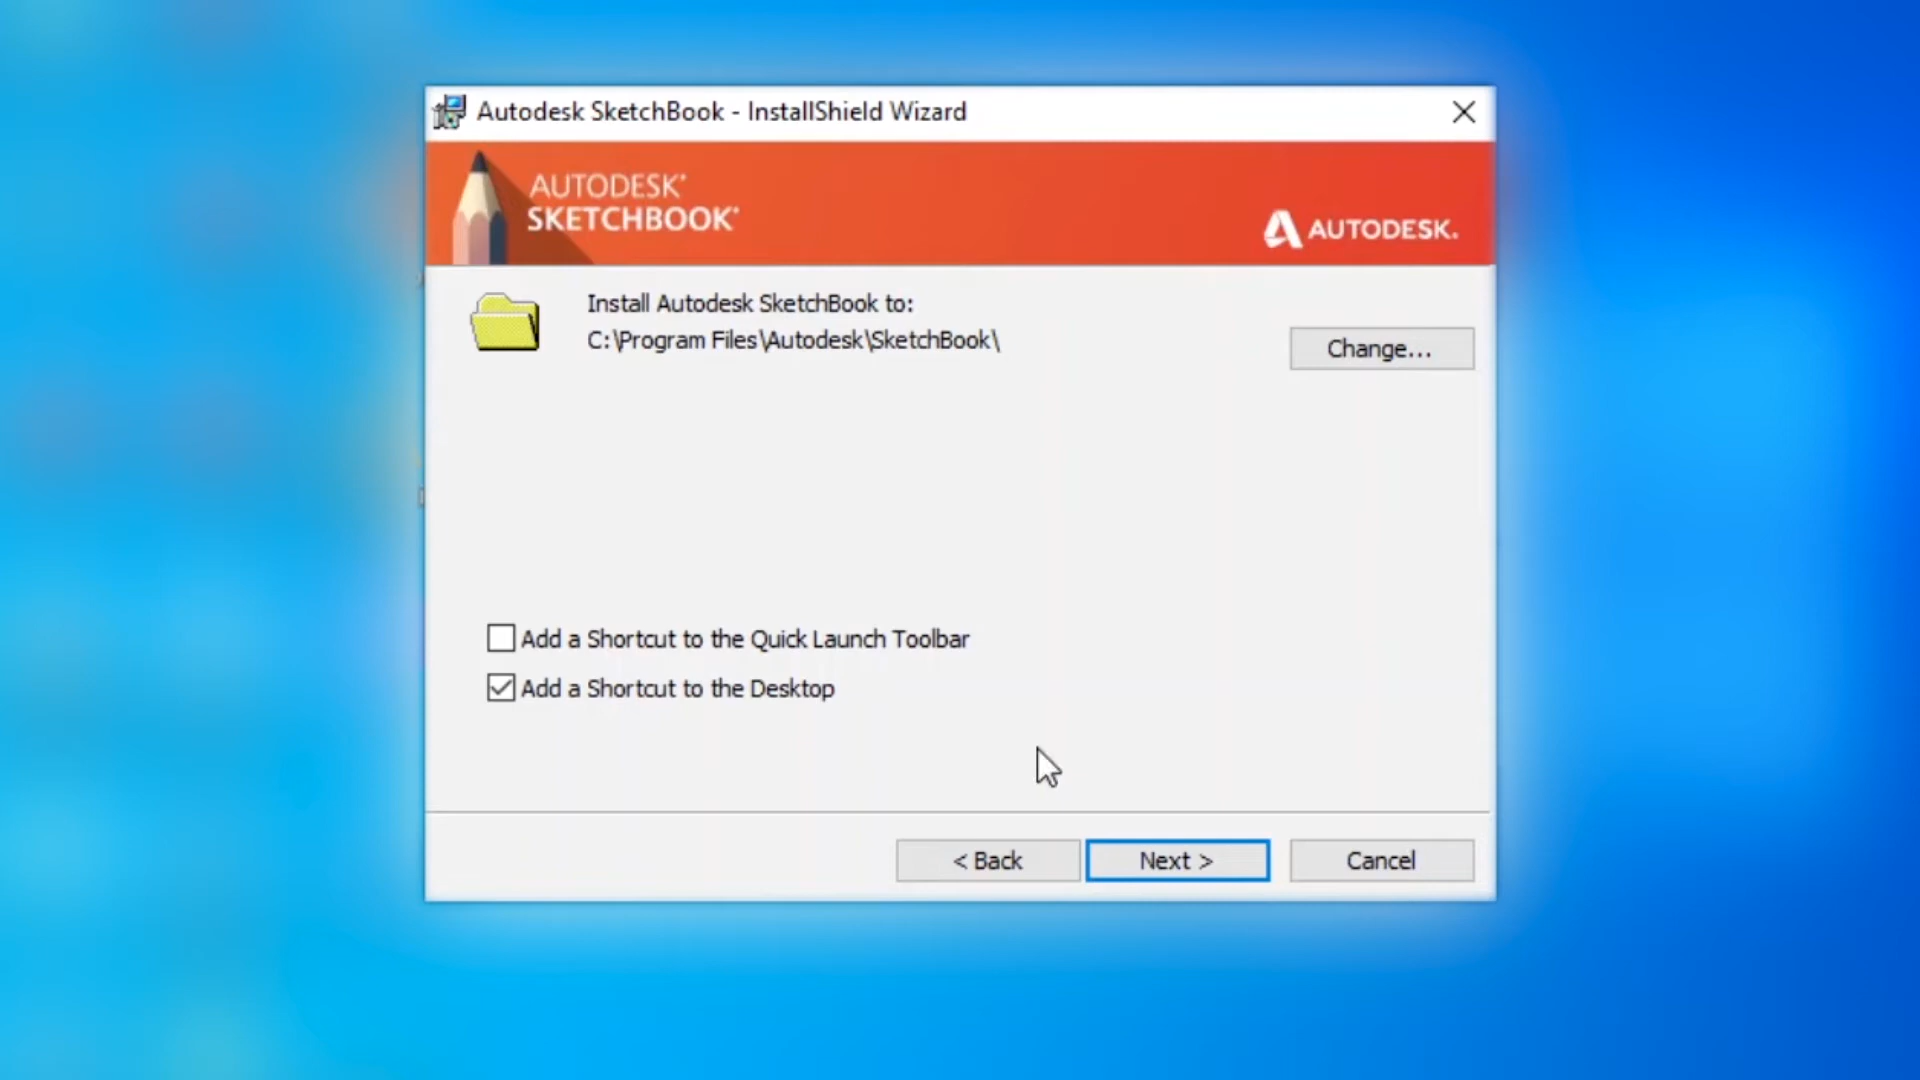 Autodesk SketchBook - InstallShield Wizard
AUTODESK®
SKETCHBOOK®
AUTODESK.
Install Autodesk SketchBook to:
C:\Program Files\Autodesk\SketchBook\
Change...
Add a Shortcut to the Quick Launch Toolbar
Add a Shortcut to the Desktop
< Back
Next >
Cancel